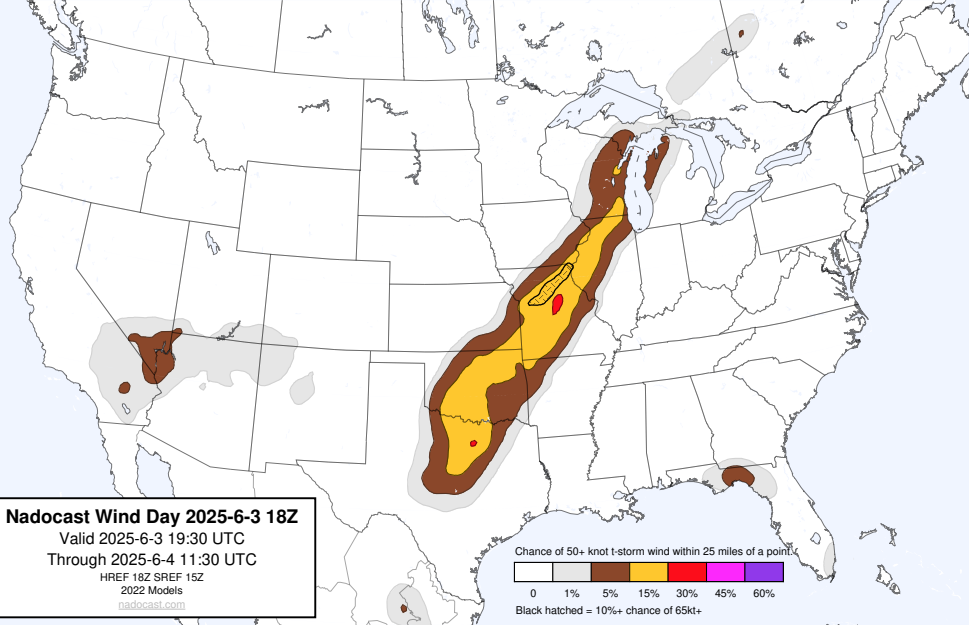 Nadocast Wind Day 2025-6-3 18Z
Valid 2025-6-3 19:30 UTC
Through 2025-6-4 11:30 UTC
HREF 18Z SREF 15Z
2022 Models
nadocast.com
Chance of 50+ knot t-storm wind within 25 miles of a point.
0 1% 5% 15% 30% 45% 60%
Black hatched = 10%+ chance of 65kt+